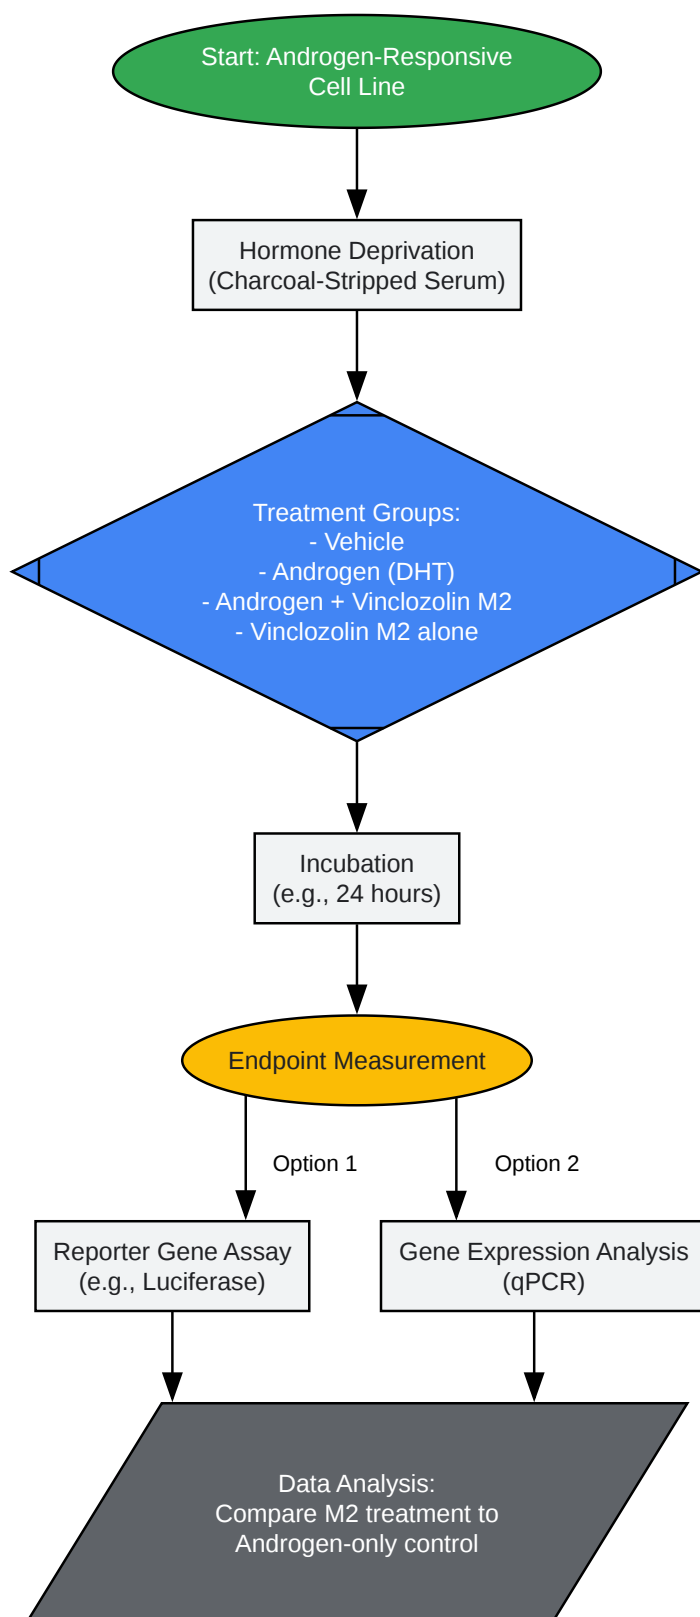 Start: Androgen-Responsive
Cell Line
Hormone Deprivation
(Charcoal-Stripped Serum)
Treatment Groups:
- Vehicle
- Androgen (DHT)
- Androgen + Vinclozolin M2
- Vinclozolin M2 alone
Incubation
(e.g., 24 hours)
Endpoint Measurement
Option 1
Option 2
Reporter Gene Assay
(e.g., Luciferase)
Gene Expression Analysis
(qPCR)
Data Analysis:
Compare M2 treatment to
Androgen-only control